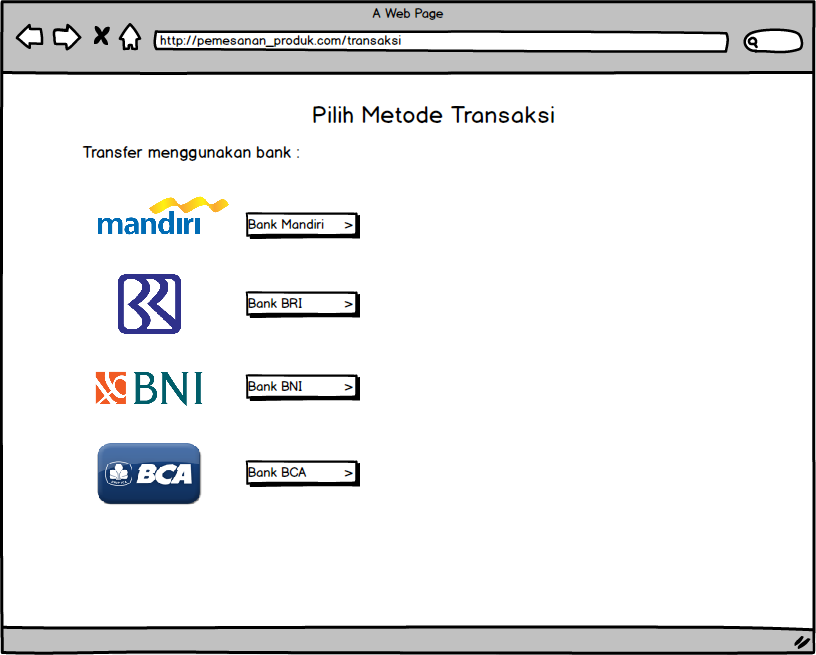 A Web Page
http://pemesanan_produk.com/transaksi
Pilih Metode Transaksi
Transfer menggunakan bank :
mandiri
Bank Mandiri >
Bank BRI >
BNI
Bank BNI >
BCA
Bank BCA >